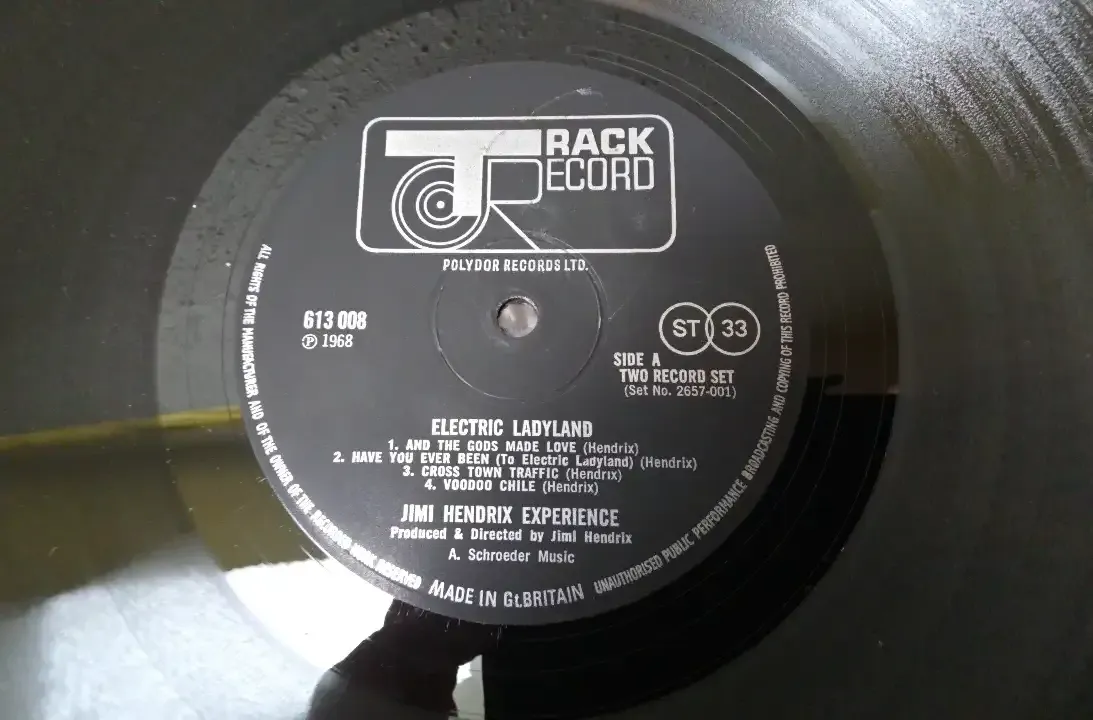 TRACK
RECORD
POLYDOR RECORDS LTD.
613 008
℗ 1968
ST 33
SIDE A
TWO RECORD SET
(Set No. 2657-001)
ELECTRIC LADYLAND
1. AND THE GODS MADE LOVE (Hendrix)
2. HAVE YOU EVER BEEN (To Electric Ladyland) (Hendrix)
3. CROSS TOWN TRAFFIC (Hendrix)
4. VOODOO CHILE (Hendrix)
JIMI HENDRIX EXPERIENCE
Produced & Directed by Jimi Hendrix
A. Schroeder Music
ALL RIGHTS OF THE MANUFACTURER AND OF THE OWNER OF THE RECORDED WORK RESERVED
MADE IN Gt.BRITAIN
UNAUTHORISED PUBLIC PERFORMANCE BROADCASTING AND COPYING OF THIS RECORD PROHIBITED